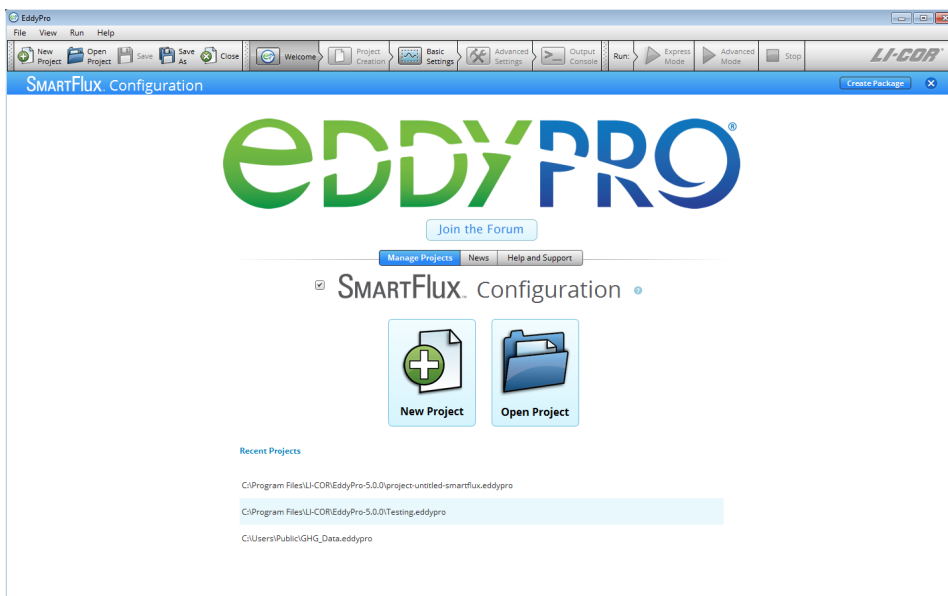 EddyPro
File View Run Help
New Project Open Project Save Save As Close Welcome Project Creation Basic Settings Advanced Settings Output Console Run: Express Mode Advanced Mode Stop LI-COR®
SMARTFLUX™ Configuration Create Package
eDDYPRO®
Join the Forum
Manage Projects News Help and Support
SMARTFLUX™ Configuration ?
New Project Open Project
Recent Projects
C:\Program Files\LI-COR\EddyPro-5.0.0\project-untitled-smartflux.eddypro
C:\Program Files\LI-COR\EddyPro-5.0.0\Testing.eddypro
C:\Users\Public\GHG_Data.eddypro